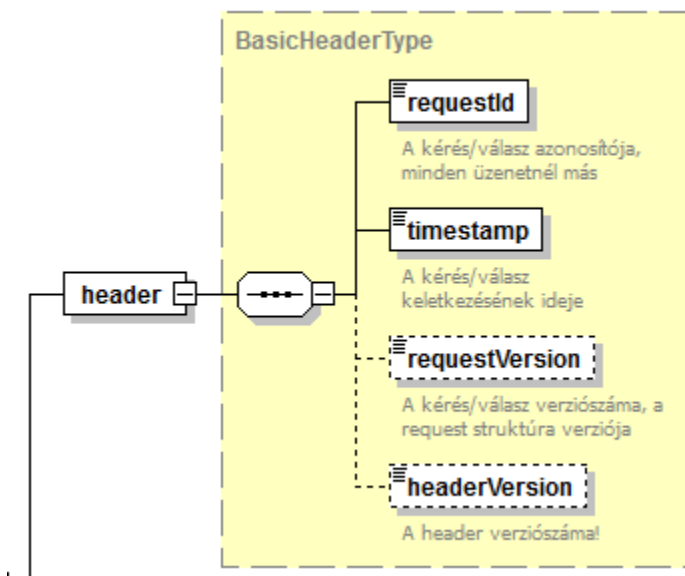 BasicHeaderType
requestId
A kérés/válasz azonosítója,
minden üzenetnél más
timestamp
A kérés/válasz
keletkezésének ideje
header
requestVersion
A kérés/válasz verziószáma, a
request struktúra verziója
headerVersion
A header verziószáma!